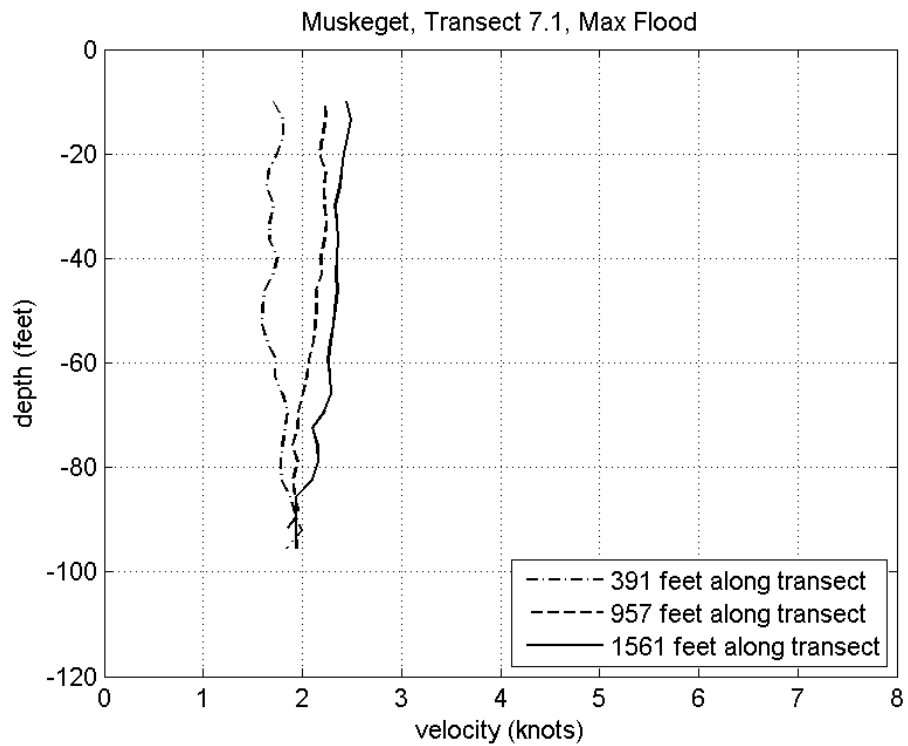 Muskeget, Transect 7.1, Max Flood
0
-20
-40
-60
-80
-100
-120
depth (feet)
0 1 2 3 4 5 6 7 8
velocity (knots)
391 feet along transect
957 feet along transect
1561 feet along transect